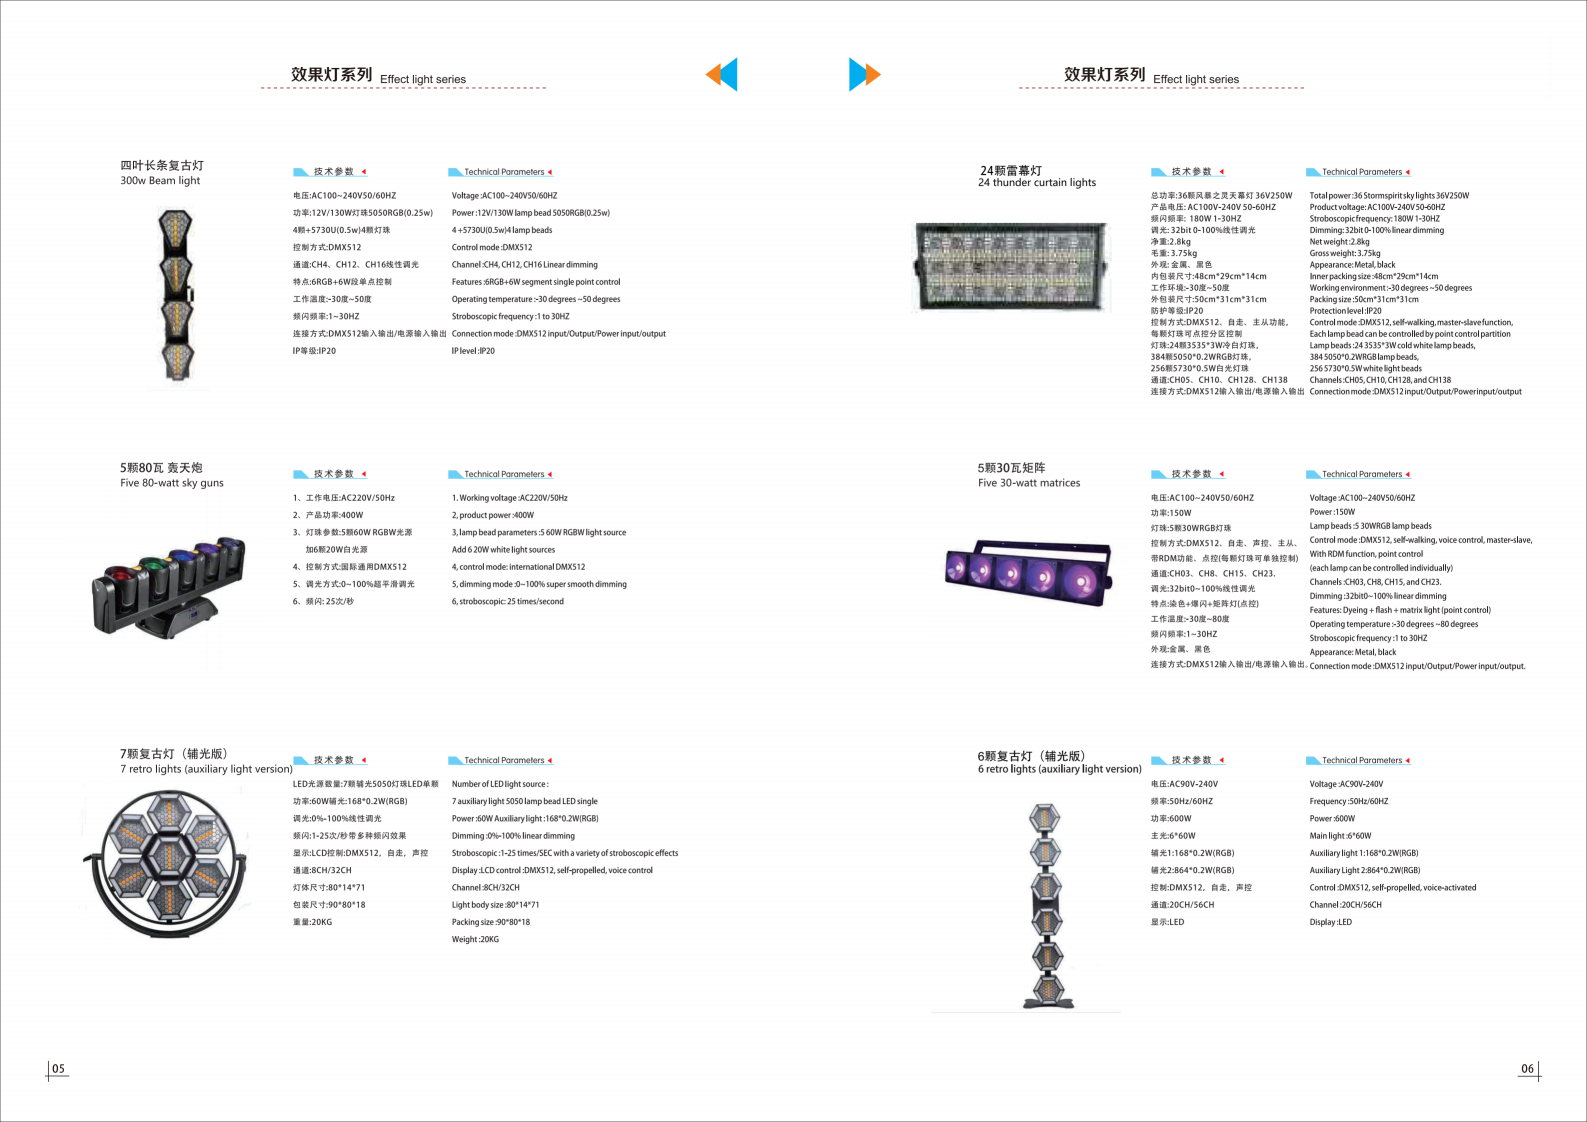 效果灯系列 Effect light series
四叶长条复古灯
300w Beam light
技术参数
电压:AC100~240V50/60HZ
功率:12V/130W灯珠5050RGB(0.25w)
4颗+5730U(0.5w)4颗灯珠
控制方式:DMX512
通道:CH4、CH12、CH16线性调光
特点:6RGB+6W段单点控制
工作温度:-30度~50度
频闪频率:1~30HZ
连接方式:DMX512输入输出/电源输入输出
IP等级:IP20
Technical Parameters
Voltage :AC100~240V50/60HZ
Power :12V/130W lamp bead 5050RGB(0.25w)
4 +5730U(0.5w)4 lamp beads
Control mode :DMX512
Channel :CH4, CH12, CH16 Linear dimming
Features :6RGB+6W segment single point control
Operating temperature :-30 degrees ~50 degrees
Stroboscopic frequency :1 to 30HZ
Connection mode :DMX512 input/Output/Power input/output
IP level :IP20
5颗80瓦 轰天炮
Five 80-watt sky guns
技术参数
1、工作电压:AC220V/50Hz
2、产品功率:400W
3、灯珠参数:5颗60W RGBW光源
加6颗20W白光源
4、控制方式:国际通用DMX512
5、调光方式:0~100%超平滑调光
6、频闪: 25次/秒
Technical Parameters
1. Working voltage :AC220V/50Hz
2, product power :400W
3, lamp bead parameters :5 60W RGBW light source
Add 6 20W white light sources
4, control mode: international DMX512
5, dimming mode :0~100% super smooth dimming
6, stroboscopic: 25 times/second
7颗复古灯（辅光版）
7 retro lights (auxiliary light version)
技术参数
LED光源数量:7颗辅光5050灯珠LED单颗
功率:60W辅光:168*0.2W(RGB)
调光:0%-100%线性调光
频闪:1-25次/秒带多种频闪效果
显示:LCD控制:DMX512，自走，声控
通道:8CH/32CH
灯体尺寸:80*14*71
包装尺寸:90*80*18
重量:20KG
Technical Parameters
Number of LED light source :
7 auxiliary light 5050 lamp bead LED single
Power :60W Auxiliary light :168*0.2W(RGB)
Dimming :0%-100% linear dimming
Stroboscopic :1-25 times/SEC with a variety of stroboscopic effects
Display :LCD control :DMX512, self-propelled, voice control
Channel :8CH/32CH
Light body size :80*14*71
Packing size :90*80*18
Weight :20KG
05
效果灯系列 Effect light series
24颗雷幕灯
24 thunder curtain lights
技术参数
总功率:36颗风暴之灵天幕灯 36V250W
产品电压: AC100V-240V 50-60HZ
频闪频率: 180W 1-30HZ
调光: 32bit 0-100%线性调光
净重:2.8kg
毛重: 3.75kg
外观: 金属、黑色
内包装尺寸:48cm*29cm*14cm
工作环境:-30度~50度
外包装尺寸:50cm*31cm*31cm
防护等级:IP20
控制方式:DMX512、自走、主从功能,
每颗灯珠可点控分区控制
灯珠:24颗3535*3W冷白灯珠,
384颗5050*0.2WRGB灯珠,
256颗5730*0.5W白光灯珠
通道:CH05、CH10、CH128、CH138
连接方式:DMX512输入输出/电源输入输出
Technical Parameters
Total power :36 Stormspirit sky lights 36V250W
Product voltage: AC100V-240V 50-60HZ
Stroboscopic frequency: 180W 1-30HZ
Dimming: 32bit 0-100% linear dimming
Net weight :2.8kg
Gross weight: 3.75kg
Appearance: Metal, black
Inner packing size :48cm*29cm*14cm
Working environment :-30 degrees ~50 degrees
Packing size :50cm*31cm*31cm
Protection level :IP20
Control mode :DMX512, self-walking, master-slave function,
Each lamp bead can be controlled by point control partition
Lamp beads :24 3535*3W cold white lamp beads,
384 5050*0.2WRGB lamp beads,
256 5730*0.5W white light beads
Channels :CH05, CH10, CH128, and CH138
Connection mode :DMX512 input/Output/Power input/output
5颗30瓦矩阵
Five 30-watt matrices
技术参数
电压:AC100~240V50/60HZ
功率:150W
灯珠:5颗30WRGB灯珠
控制方式:DMX512、自走、声控、主从、
带RDM功能、点控(每颗灯珠可单独控制)
通道:CH03、CH8、CH15、CH23.
调光:32bit0~100%线性调光
特点:染色+爆闪+矩阵灯(点控)
工作温度:-30度~80度
频闪频率:1~30HZ
外观:金属、黑色
连接方式:DMX512输入输出/电源输入输出。
Technical Parameters
Voltage :AC100~240V50/60HZ
Power :150W
Lamp beads :5 30WRGB lamp beads
Control mode :DMX512, self-walking, voice control, master-slave,
With RDM function, point control
(each lamp can be controlled individually)
Channels :CH03, CH8, CH15, and CH23.
Dimming :32bit0~100% linear dimming
Features: Dyeing + flash + matrix light (point control)
Operating temperature :-30 degrees ~80 degrees
Stroboscopic frequency :1 to 30HZ
Appearance: Metal, black
Connection mode :DMX512 input/Output/Power input/output.
6颗复古灯（辅光版）
6 retro lights (auxiliary light version)
技术参数
电压:AC90V-240V
频率:50Hz/60HZ
功率:600W
主光:6*60W
辅光1:168*0.2W(RGB)
辅光2:864*0.2W(RGB)
控制:DMX512，自走，声控
通道:20CH/56CH
显示:LED
Technical Parameters
Voltage :AC90V-240V
Frequency :50Hz/60HZ
Power :600W
Main light :6*60W
Auxiliary light 1:168*0.2W(RGB)
Auxiliary Light 2:864*0.2W(RGB)
Control :DMX512, self-propelled, voice-activated
Channel :20CH/56CH
Display :LED
06